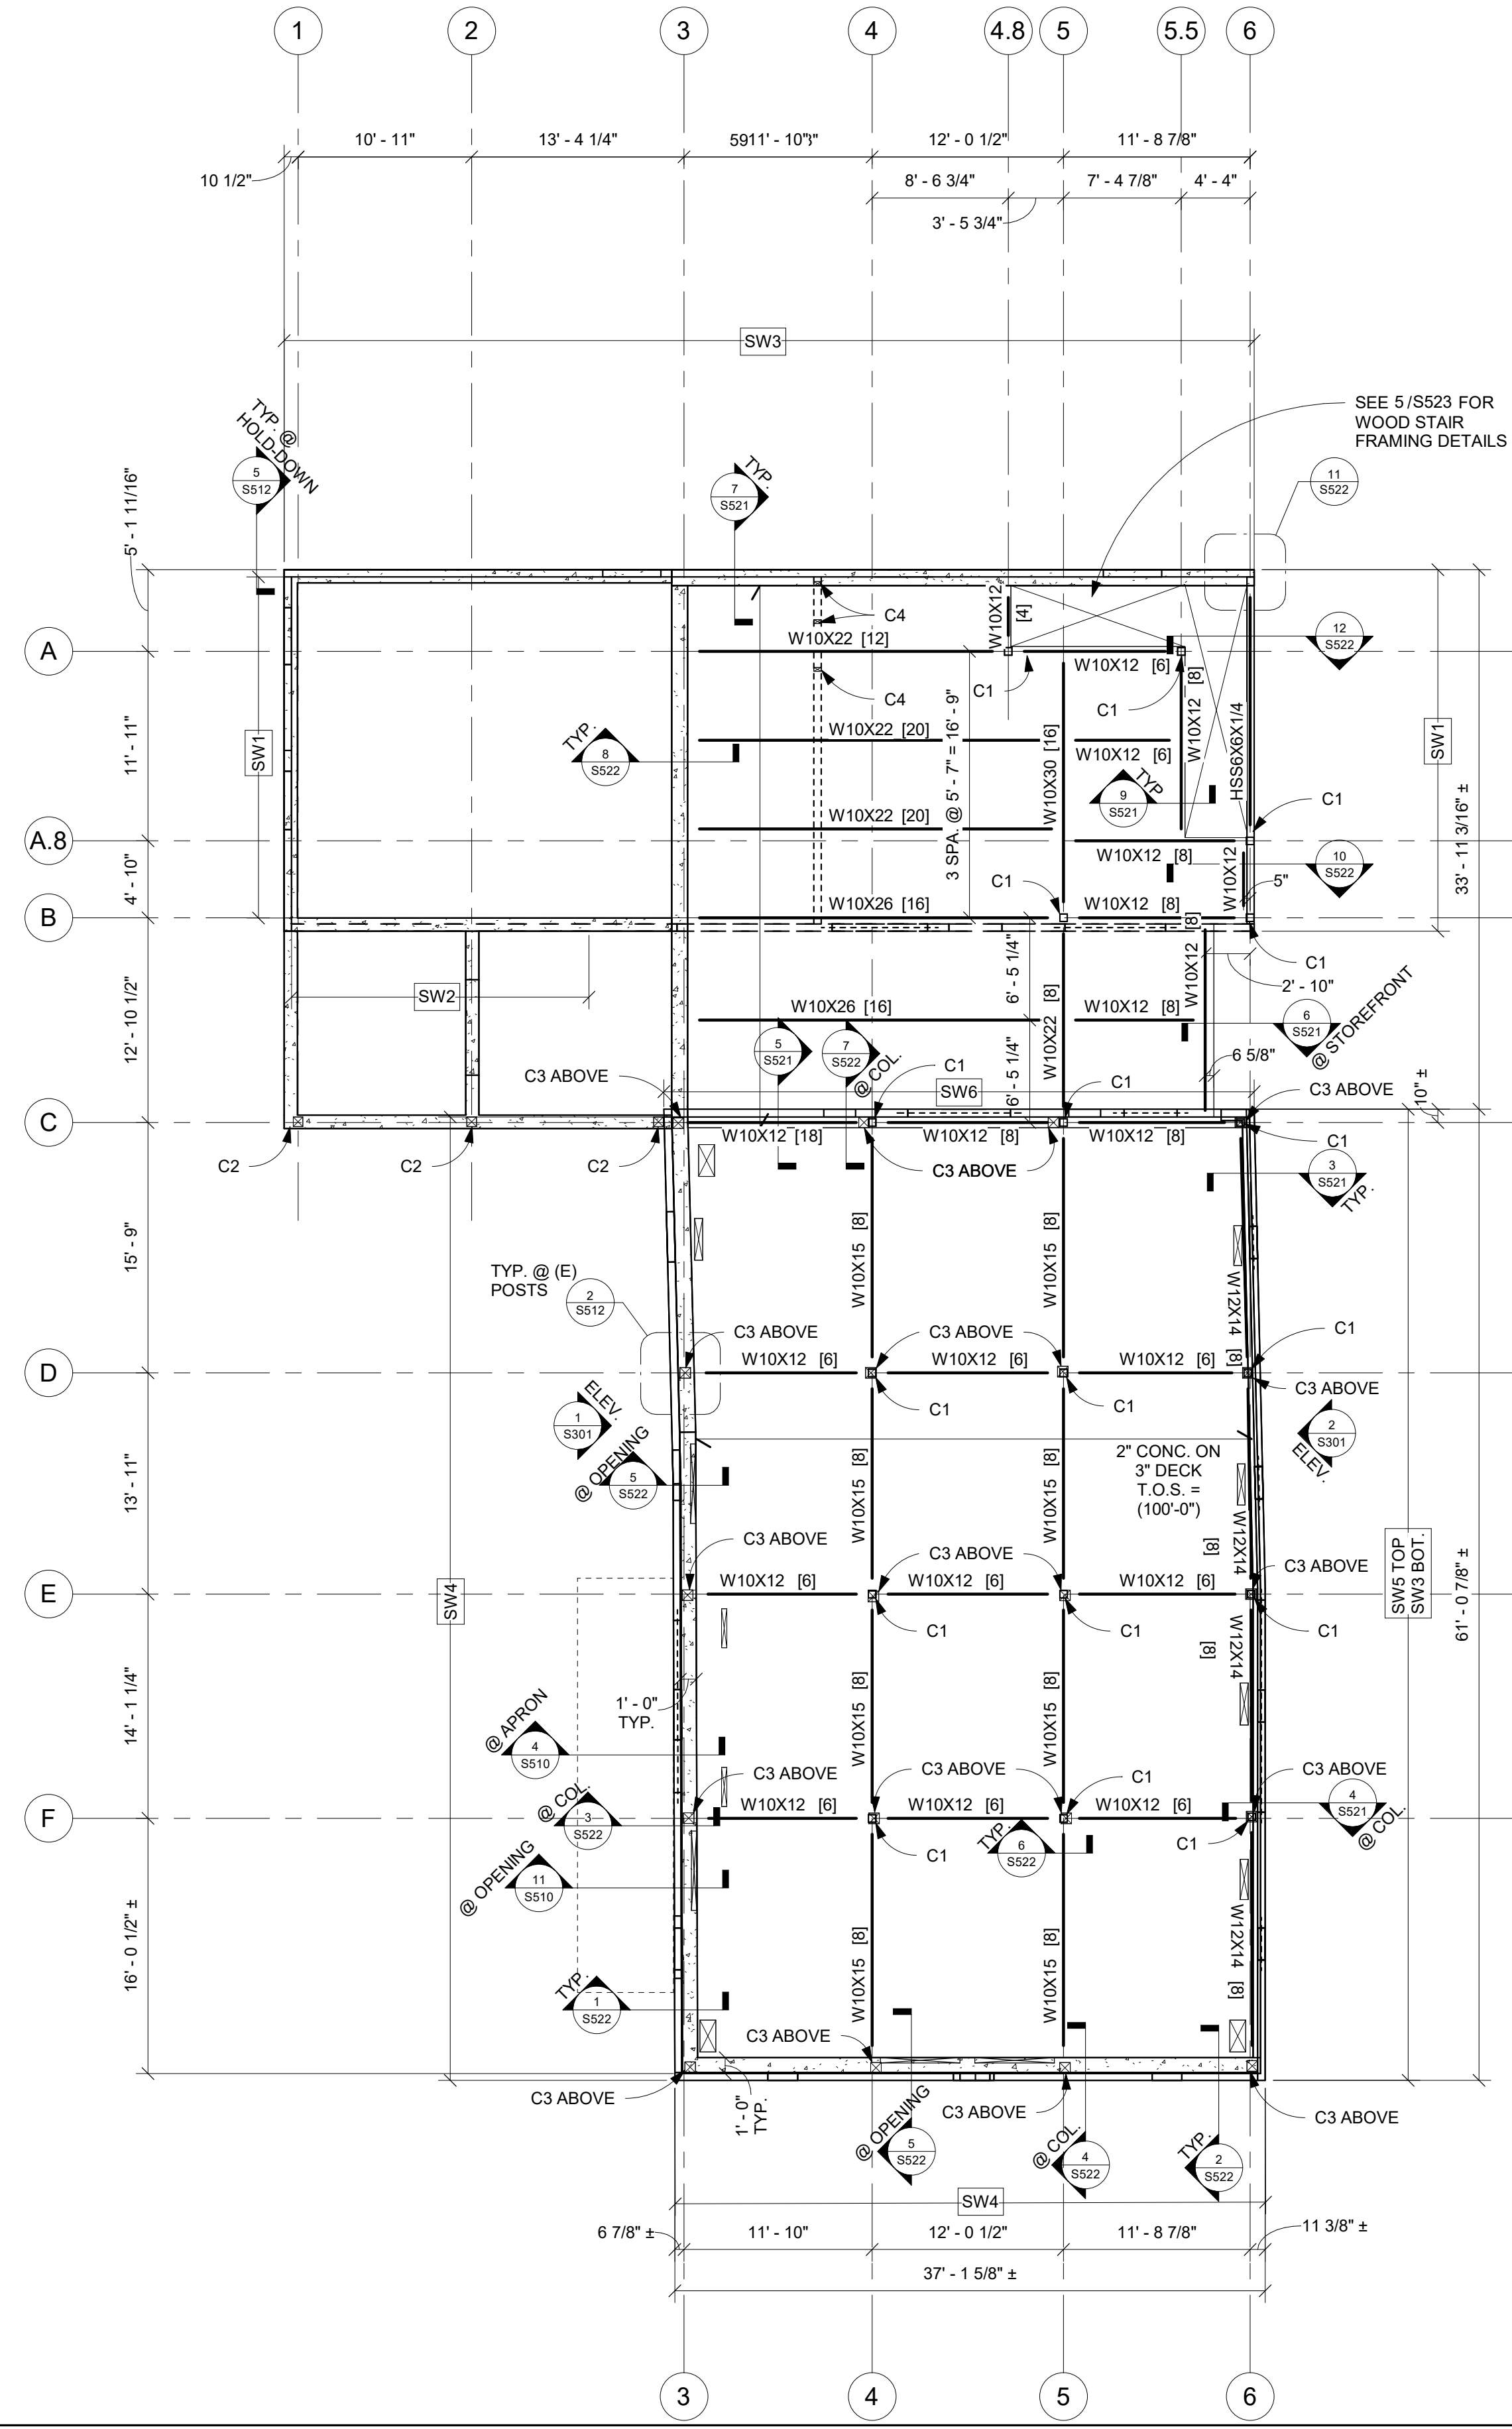 1
2
3
4
4.8
5
5.5
6
10' - 11"
13' - 4 1/4"
12' - 0 1/2"
11' - 8 7/8"
10 1/2"
8' - 6 3/4"
7' - 4 7/8"
4' - 4"
3' - 5 3/4"
SW3
SEE 5 /S523 FOR
WOOD STAIR
FRAMING DETAILS
TYP. @
HOLD-DOWN
5
S512
7
S521
TYP.
11
S522
5' - 1 11/16"
C4
W10X12
[4]
12
S522
A
W10X22 [12]
W10X12 [6]
C4
C1
C1
W10X12 [8]
HSS6X6X1/4
11' - 11"
SW1
TYP.
8
S522
W10X22 [20]
W10X30 [16]
3 SPA. @ 5' - 7" = 16' - 9"
W10X12 [6]
9
S521
TYP
C1
SW1
33' - 11 3/16" ±
W10X22 [20]
A.8
W10X12 [8]
W10X12
10
S522
4' - 10"
C1
5"
B
W10X26 [16]
W10X12 [8]
[8]
C1
6' - 5 1/4"
W10X12
2' - 10"
SW2
12' - 10 1/2"
W10X26 [16]
W10X22 [8]
W10X12 [8]
6
S521
@ STOREFRONT
5
S521
7
S522
@ COL.
6' - 5 1/4"
6 5/8"
C3 ABOVE
C1
SW6
C1
C3 ABOVE
10" ±
C
W10X12 [18]
W10X12 [8]
W10X12 [8]
C1
C2
C2
C2
C3 ABOVE
3
S521
TYP.
15' - 9"
W10X15 [8]
W10X15 [8]
W12X14 [8]
TYP. @ (E)
POSTS
2
S512
C3 ABOVE
C3 ABOVE
C1
D
W10X12 [6]
W10X12 [6]
W10X12 [6]
C3 ABOVE
C1
C1
1
S301
ELEV.
2
S301
ELEV.
@ OPENING
5
S522
13' - 11"
W10X15 [8]
W10X15 [8]
2" CONC. ON
3" DECK
T.O.S. =
(100'-0")
W12X14
[8]
C3 ABOVE
C3 ABOVE
C3 ABOVE
SW5 TOP
SW3 BOT.
61' - 0 7/8" ±
E
SW4
W10X12 [6]
W10X12 [6]
W10X12 [6]
C1
C1
C1
W12X14
[8]
14' - 1 1/4"
1' - 0"
TYP.
W10X15 [8]
W10X15 [8]
@ APRON
4
S510
C3 ABOVE
C3 ABOVE
C1
C3 ABOVE
@ COL.
3
S522
F
W10X12 [6]
W10X12 [6]
W10X12 [6]
4
S521
@ COL.
C1
TYP.
6
S522
C1
@ OPENING
11
S510
16' - 0 1/2" ±
W10X15 [8]
W10X15 [8]
W12X14 [8]
TYP.
1
S522
C3 ABOVE
C3 ABOVE
1' - 0"
TYP.
C3 ABOVE
C3 ABOVE
@ OPENING
5
S522
@ COL.
4
S522
TYP.
2
S522
SW4
6 7/8" ±
11' - 10"
12' - 0 1/2"
11' - 8 7/8"
11 3/8" ±
37' - 1 5/8" ±
3
4
5
6